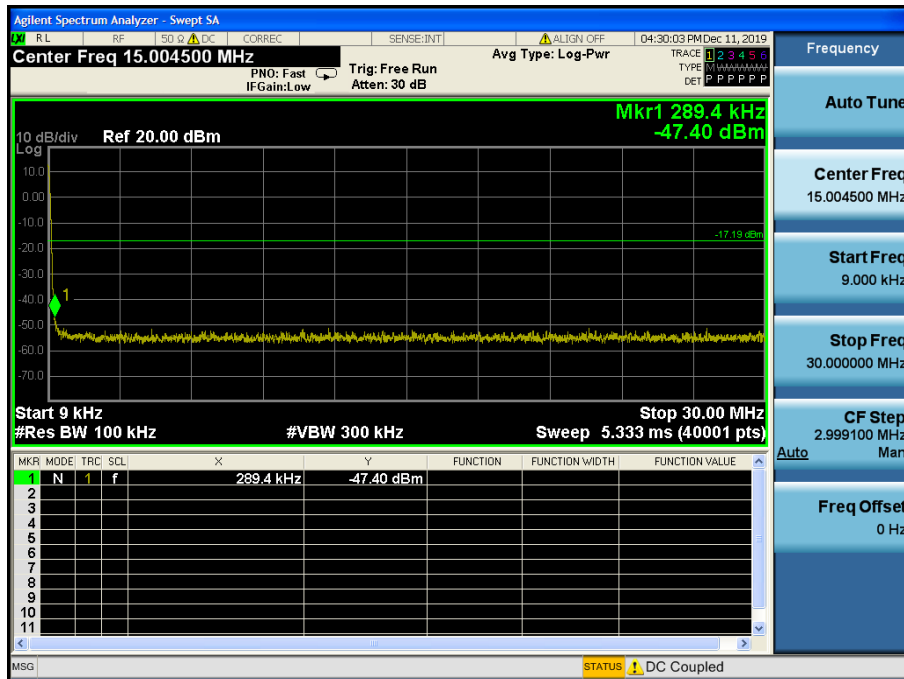 Agilent Spectrum Analyzer - Swept SA
LXI RL RF 50 Ω DC CORREC SENSE:INT ALIGN OFF 04:30:03 PM Dec 11, 2019
Center Freq 15.004500 MHz
Avg Type: Log-Pwr
TRACE 1 2 3 4 5 6
PNO: Fast Trig: Free Run
TYPE M WWWWW
IFGain:Low Atten: 30 dB
DET P P P P P P
Mkr1 289.4 kHz
10 dB/div Ref 20.00 dBm -47.40 dBm
Log
10.0
0.00
-10.0
-17.19 dBm
-20.0
-30.0
-40.0
1
-50.0
-60.0
-70.0
Start 9 kHz Stop 30.00 MHz
#Res BW 100 kHz #VBW 300 kHz Sweep 5.333 ms (40001 pts)
MKR MODE TRC SCL X Y FUNCTION FUNCTION WIDTH FUNCTION VALUE
1 N 1 f 289.4 kHz -47.40 dBm
2
3
4
5
6
7
8
9
10
11
MSG STATUS DC Coupled
Frequency
Auto Tune
Center Freq
15.004500 MHz
Start Freq
9.000 kHz
Stop Freq
30.000000 MHz
CF Step
2.999100 MHz
Auto Man
Freq Offset
0 Hz